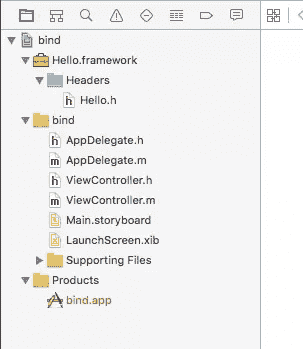 bind
Hello.framework
Headers
h Hello.h
bind
h AppDelegate.h
m AppDelegate.m
h ViewController.h
m ViewController.m
Main.storyboard
LaunchScreen.xib
Supporting Files
Products
bind.app